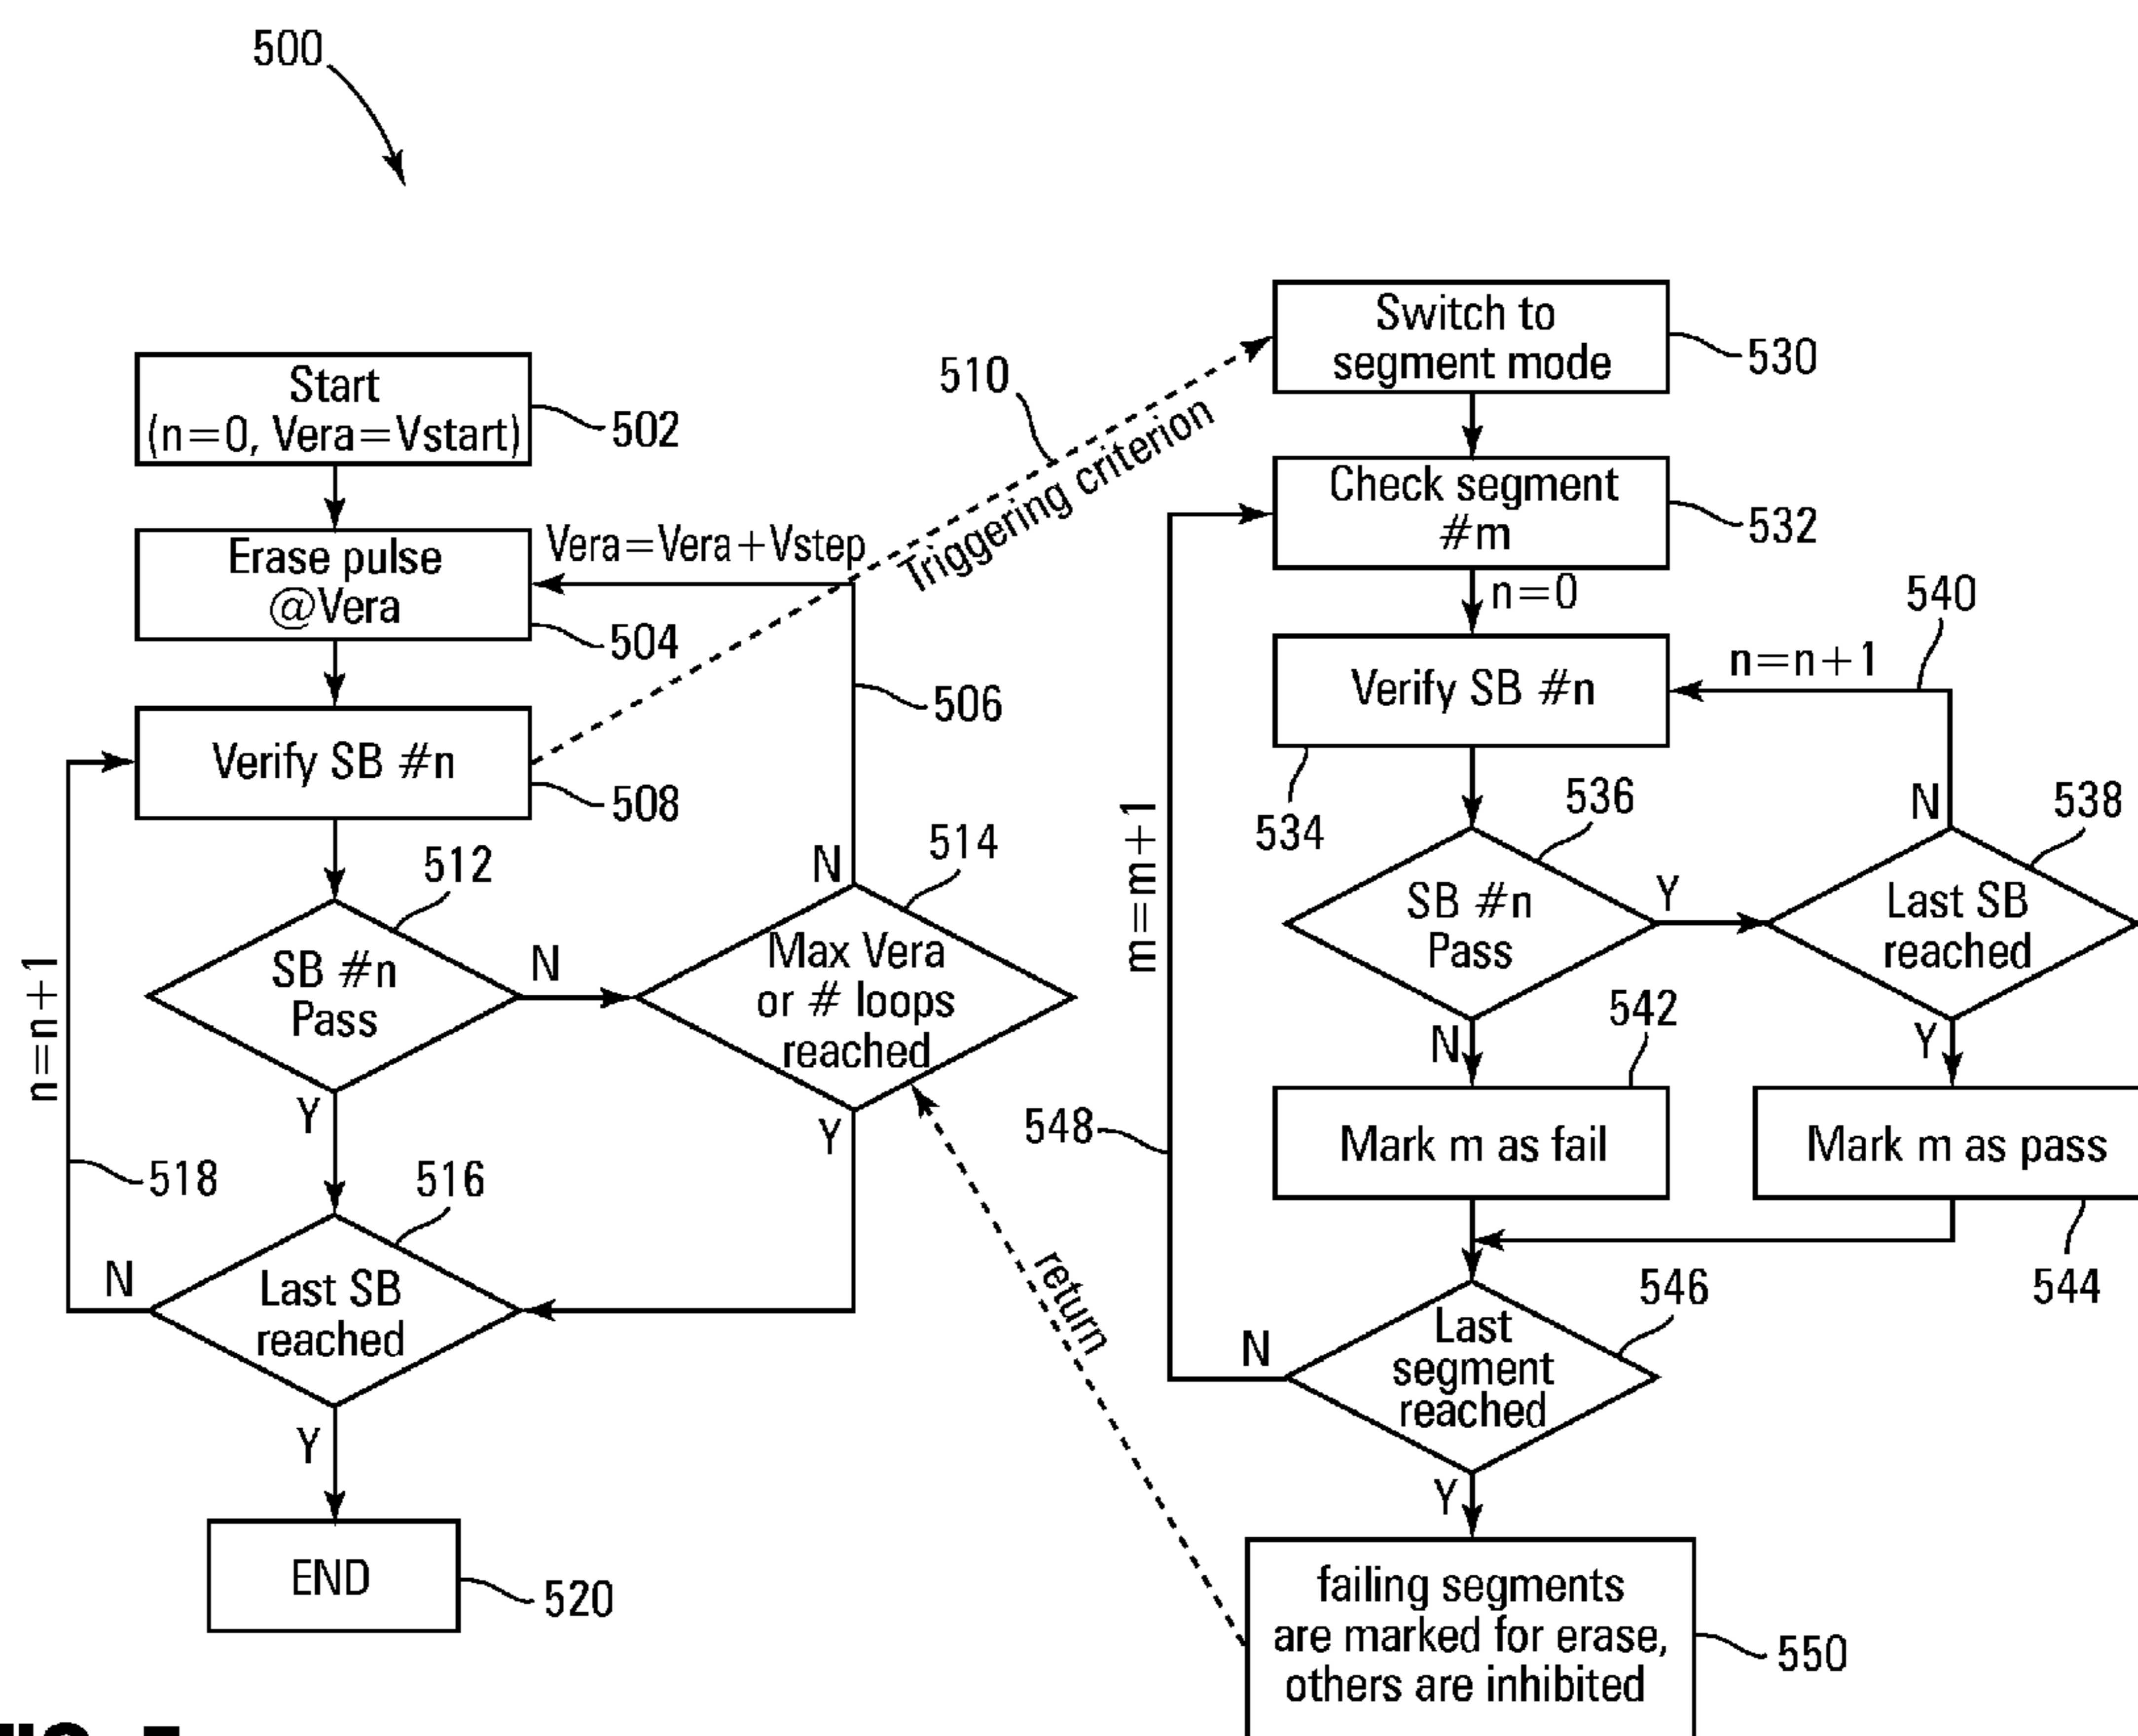 500
Start
(n=0, Vera=Vstart)
502
Erase pulse
@Vera
504
Vera=Vera+Vstep
506
Verify SB #n
508
510
Triggering criterion
512
SB #n
Pass
N
Y
514
Max Vera
or # loops
reached
N
Y
516
Last SB
reached
N
Y
518
n=n+1
END
520
Switch to
segment mode
530
Check segment
#m
532
n=0
Verify SB #n
534
n=n+1
540
536
SB #n
Pass
Y
N
538
Last SB
reached
N
Y
542
Mark m as fail
Mark m as pass
544
546
Last
segment
reached
N
Y
548
m=m+1
failing segments
are marked for erase,
others are inhibited
550
return